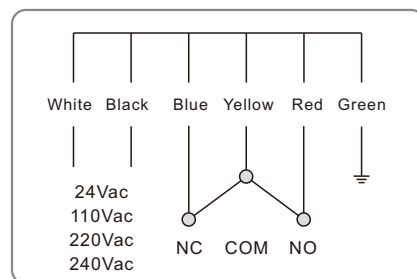 White Black Blue Yellow Red Green
24Vac
110Vac
220Vac
240Vac
NC COM NO